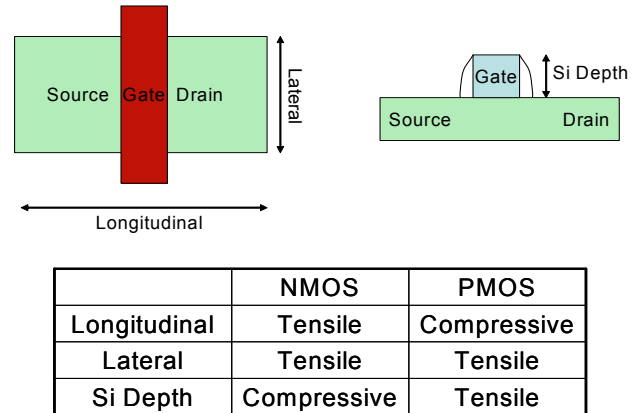 Source Gate Drain
Lateral
Longitudinal
Gate
Si Depth
Source Drain
NMOS PMOS
Longitudinal Tensile Compressive
Lateral Tensile Tensile
Si Depth Compressive Tensile